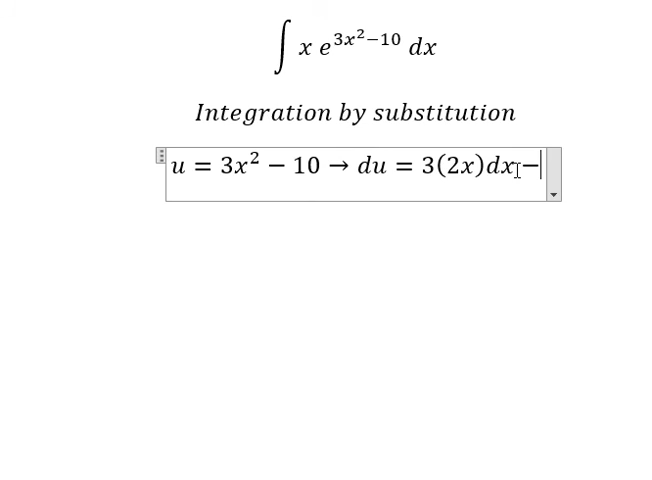 ∫ x e^{3x²−10} dx
Integration by substitution
u = 3x² − 10 → du = 3(2x)dx −